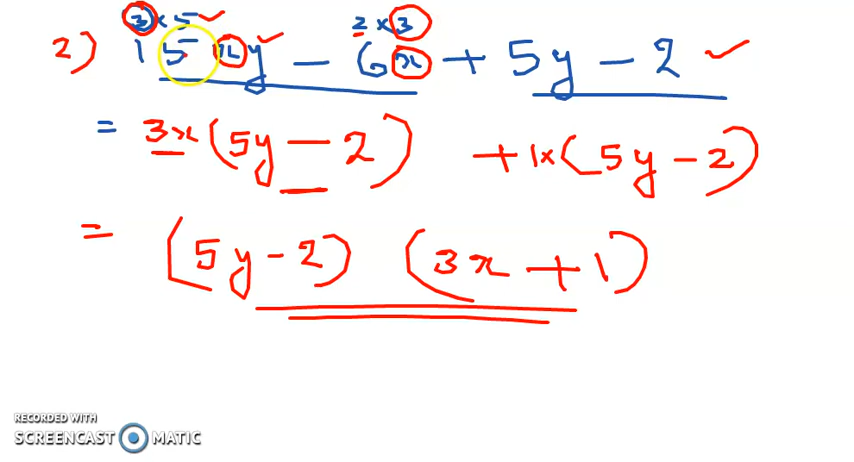 3 × 5 2 × 3
2) 15xy - 6x + 5y - 2
= 3x(5y - 2) + 1×(5y - 2)
= (5y - 2) (3x + 1)
RECORDED WITH
SCREENCAST MATIC